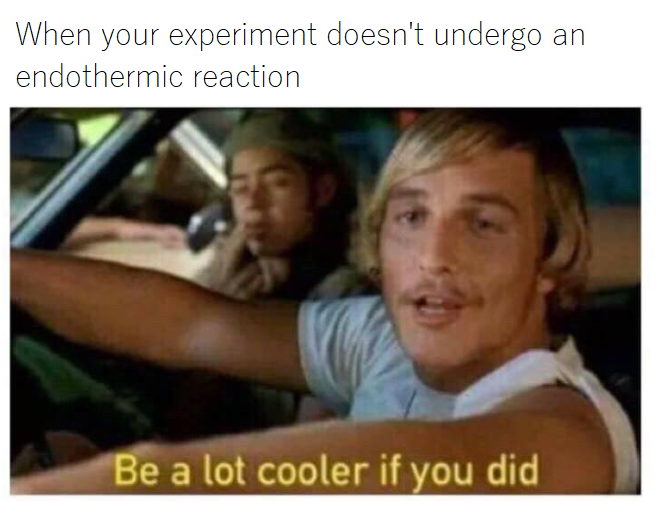 When your experiment doesn't undergo an
endothermic reaction
Be a lot cooler if you did